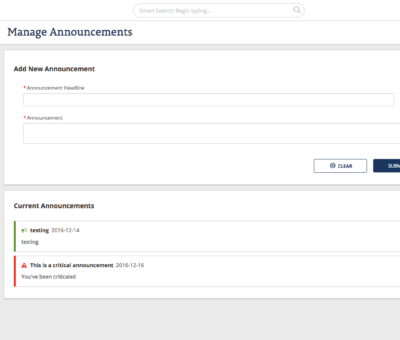 Smart Search: Begin typing...
Manage Announcements
Add New Announcement
* Announcement Headline
* Announcement
CLEAR
SUBM
Current Announcements
testing 2016-12-14
testing
This is a critical announcement 2016-12-16
You've been criticaled